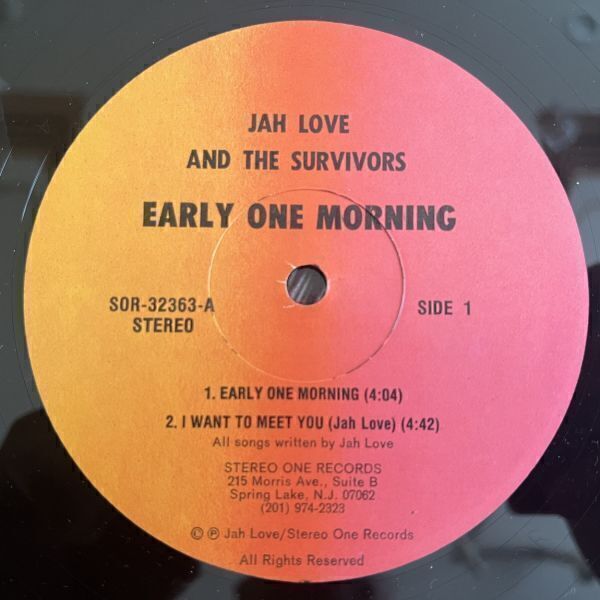 JAH LOVE
AND THE SURVIVORS
EARLY ONE MORNING
SOR-32363-A
STEREO
SIDE 1
1. EARLY ONE MORNING (4:04)
2. I WANT TO MEET YOU (Jah Love) (4:42)
All songs written by Jah Love
STEREO ONE RECORDS
215 Morris Ave., Suite B
Spring Lake, N.J. 07062
(201) 974-2323
© ℗ Jah Love/Stereo One Records
All Rights Reserved